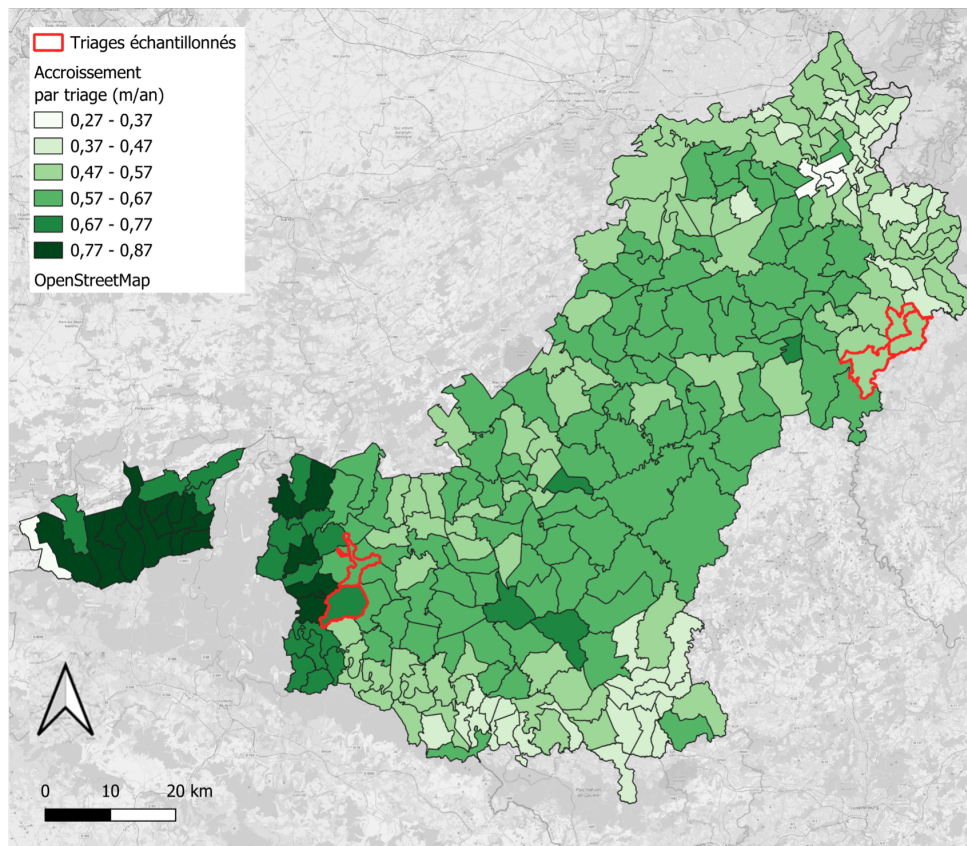 Triages échantillonnés
Accroissement
par triage (m/an)
0,27 - 0,37
0,37 - 0,47
0,47 - 0,57
0,57 - 0,67
0,67 - 0,77
0,77 - 0,87
OpenStreetMap
0 10 20 km